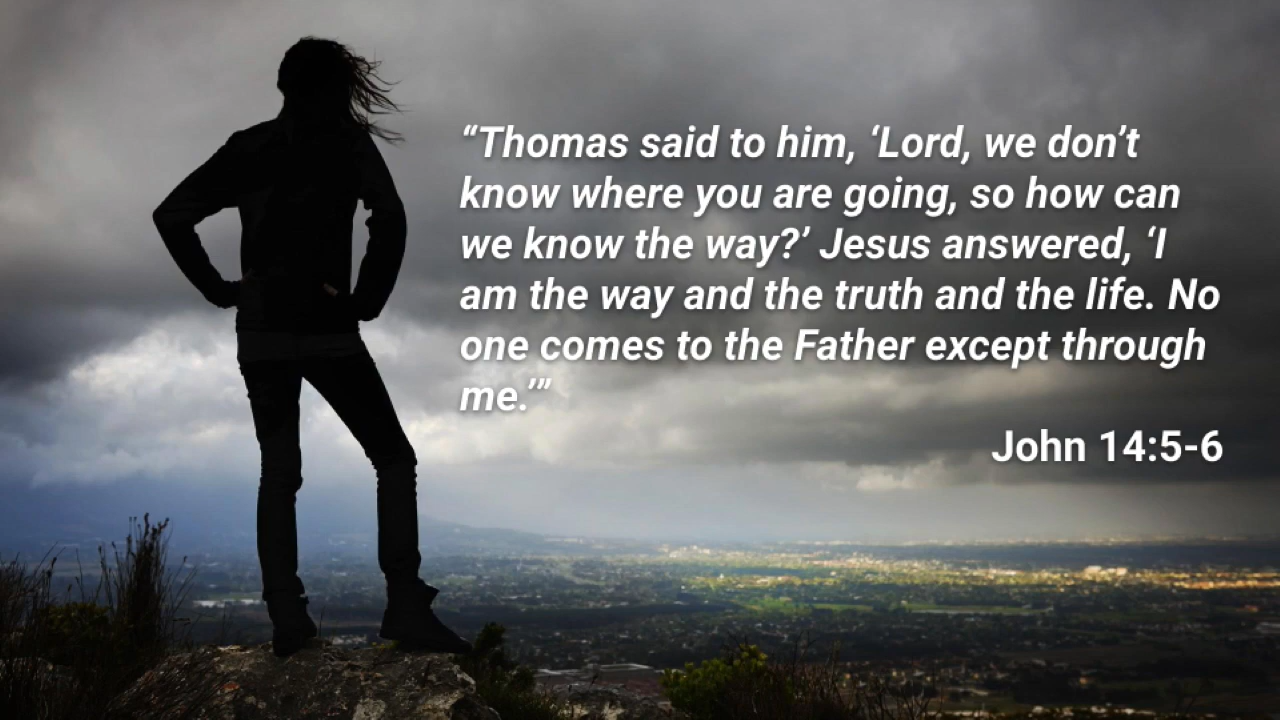 “Thomas said to him, ‘Lord, we don’t
know where you are going, so how can
we know the way?’ Jesus answered, ‘I
am the way and the truth and the life. No
one comes to the Father except through
me.’”
John 14:5-6